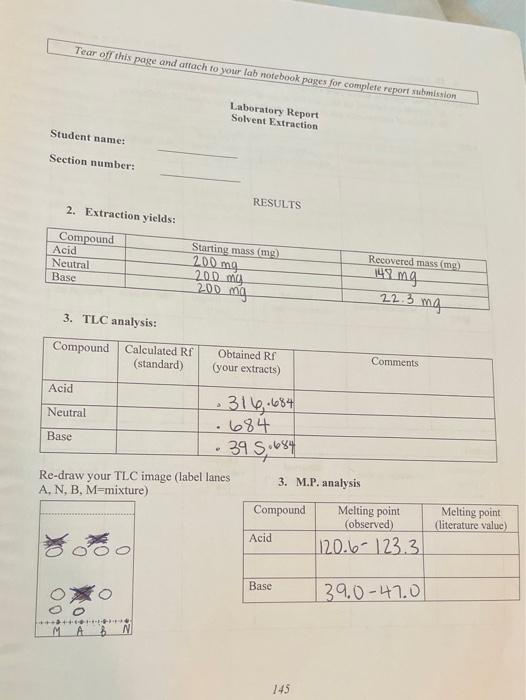 Tear off this page and attach to your lab notebook pages for complete report submission
Laboratory Report
Solvent Extraction
Student name:
Section number:
RESULTS
2. Extraction yields:
Compound Starting mass (mg) Recovered mass (mg)
Acid 200 mg 148 mg
Neutral 200 mg
Base 200 mg 22.3 mg
3. TLC analysis:
Compound Calculated Rf (standard) Obtained Rf (your extracts) Comments
Acid .316, .684
Neutral .684
Base .395, .684
Re-draw your TLC image (label lanes
A, N, B, M=mixture)
M A B N
3. M.P. analysis
Compound Melting point (observed) Melting point (literature value)
Acid 120.6-123.3
Base 39.0-47.0
145